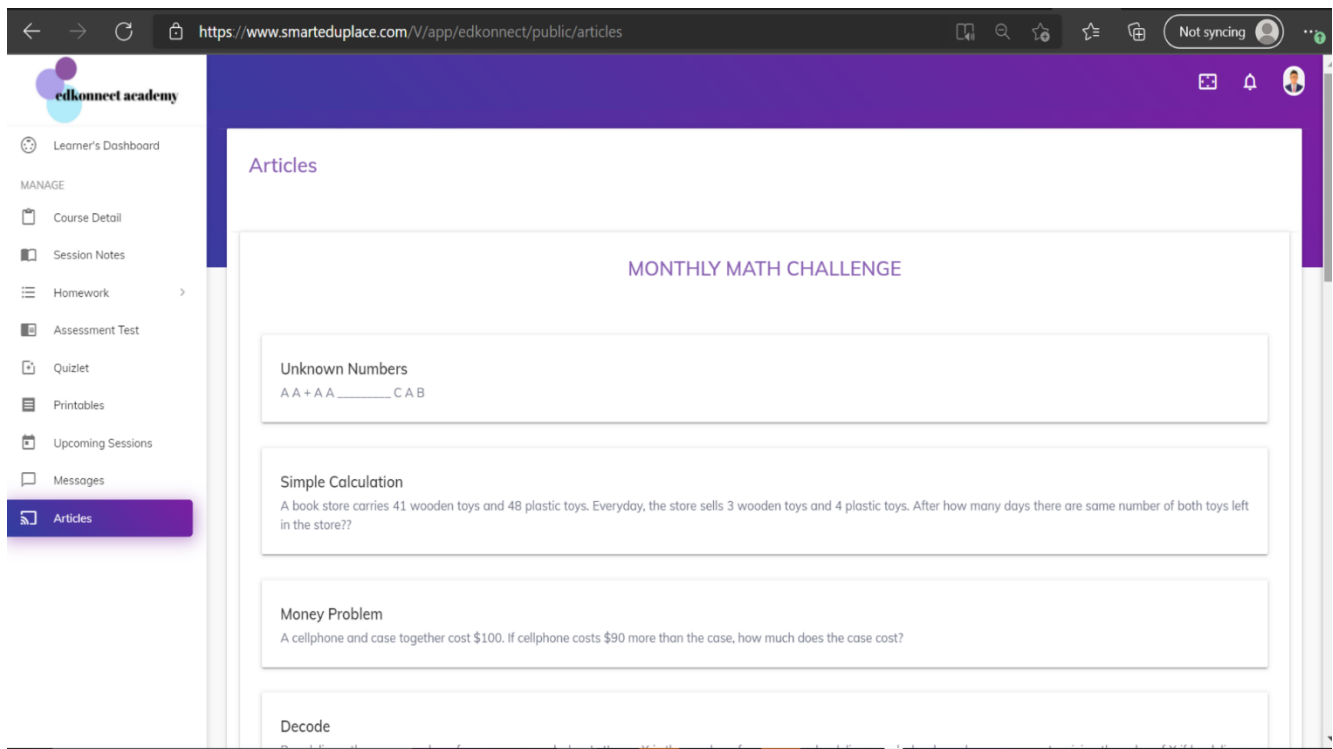 https://www.smarteduplace.com/V/app/edkonnect/public/articles
Not syncing
edkonnect academy
Learner's Dashboard
MANAGE
Course Detail
Session Notes
Homework
Assessment Test
Quizlet
Printables
Upcoming Sessions
Messages
Articles
Articles
MONTHLY MATH CHALLENGE
Unknown Numbers
A A + A A _________ C A B
Simple Calculation
A book store carries 41 wooden toys and 48 plastic toys. Everyday, the store sells 3 wooden toys and 4 plastic toys. After how many days there are same number of both toys left
in the store??
Money Problem
A cellphone and case together cost $100. If cellphone costs $90 more than the case, how much does the case cost?
Decode